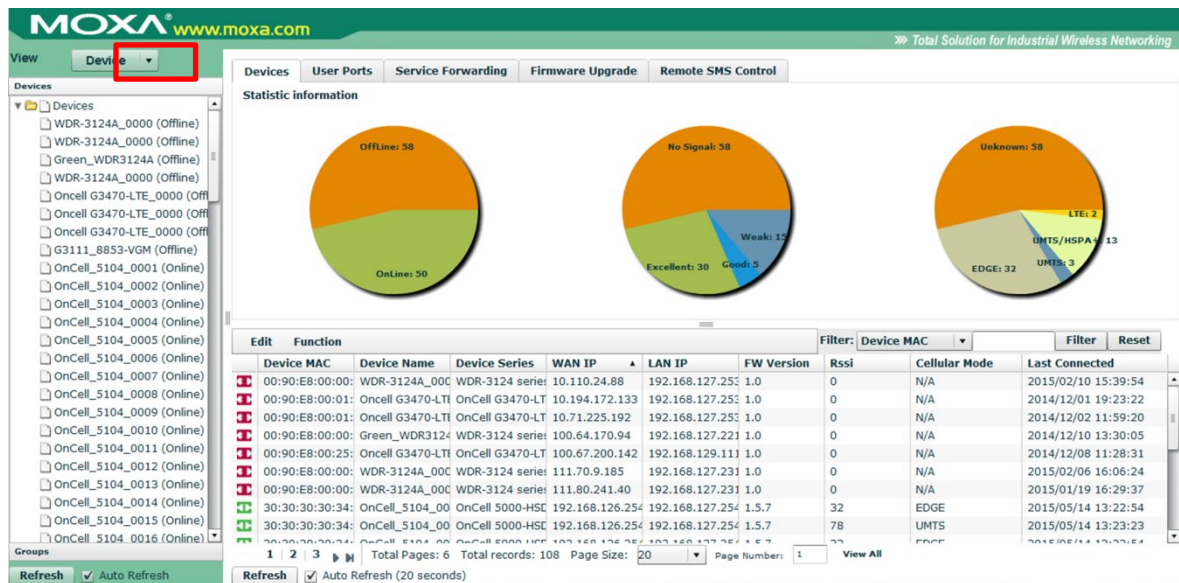 MOXA® www.moxa.com
Total Solution for Industrial Wireless Networking
View Device
Devices
Devices
WDR-3124A_0000 (Offline)
WDR-3124A_0000 (Offline)
Green_WDR3124A (Offline)
WDR-3124A_0000 (Offline)
Oncell G3470-LTE_0000 (Offl
Oncell G3470-LTE_0000 (Offl
Oncell G3470-LTE_0000 (Offl
G3111_8853-VGM (Offline)
OnCell_5104_0001 (Online)
OnCell_5104_0002 (Online)
OnCell_5104_0003 (Online)
OnCell_5104_0004 (Online)
OnCell_5104_0005 (Online)
OnCell_5104_0006 (Online)
OnCell_5104_0007 (Online)
OnCell_5104_0008 (Online)
OnCell_5104_0009 (Online)
OnCell_5104_0010 (Online)
OnCell_5104_0011 (Online)
OnCell_5104_0012 (Online)
OnCell_5104_0013 (Online)
OnCell_5104_0014 (Online)
OnCell_5104_0015 (Online)
OnCell_5104_0016 (Online)
Groups
Refresh Auto Refresh
Devices User Ports Service Forwarding Firmware Upgrade Remote SMS Control
Statistic information
OffLine: 58
OnLine: 50
No Signal: 58
Weak: 15
Good: 5
Excellent: 30
Unknown: 58
LTE: 2
UMTS/HSPA+: 13
UMTS: 3
EDGE: 32
Edit Function Filter: Device MAC Filter Reset
Device MAC Device Name Device Series WAN IP LAN IP FW Version Rssi Cellular Mode Last Connected
00:90:E8:00:00: WDR-3124A_000 WDR-3124 series 10.110.24.88 192.168.127.253 1.0 0 N/A 2015/02/10 15:39:54
00:90:E8:00:01: Oncell G3470-LTE OnCell G3470-LT 10.194.172.133 192.168.127.253 1.0 0 N/A 2014/12/01 19:23:22
00:90:E8:00:01: Oncell G3470-LTE OnCell G3470-LT 10.71.225.192 192.168.127.253 1.0 0 N/A 2014/12/02 11:59:20
00:90:E8:00:00: Green_WDR3124 WDR-3124 series 100.64.170.94 192.168.127.221 1.0 0 N/A 2014/12/10 13:30:05
00:90:E8:00:25: Oncell G3470-LTE OnCell G3470-LT 100.67.200.142 192.168.129.111 1.0 0 N/A 2014/12/08 11:28:31
00:90:E8:00:00: WDR-3124A_000 WDR-3124 series 111.70.9.185 192.168.127.231 1.0 0 N/A 2015/02/06 16:06:24
00:90:E8:00:00: WDR-3124A_000 WDR-3124 series 111.80.241.40 192.168.127.231 1.0 0 N/A 2015/01/19 16:29:37
30:30:30:30:34: OnCell_5104_00 OnCell 5000-HSD 192.168.126.254 192.168.127.254 1.5.7 32 EDGE 2015/05/14 13:22:54
30:30:30:30:34: OnCell_5104_00 OnCell 5000-HSD 192.168.126.254 192.168.127.254 1.5.7 78 UMTS 2015/05/14 13:23:23
1 2 3 Total Pages: 6 Total records: 108 Page Size: 20 Page Number: 1 View All
Refresh Auto Refresh (20 seconds)